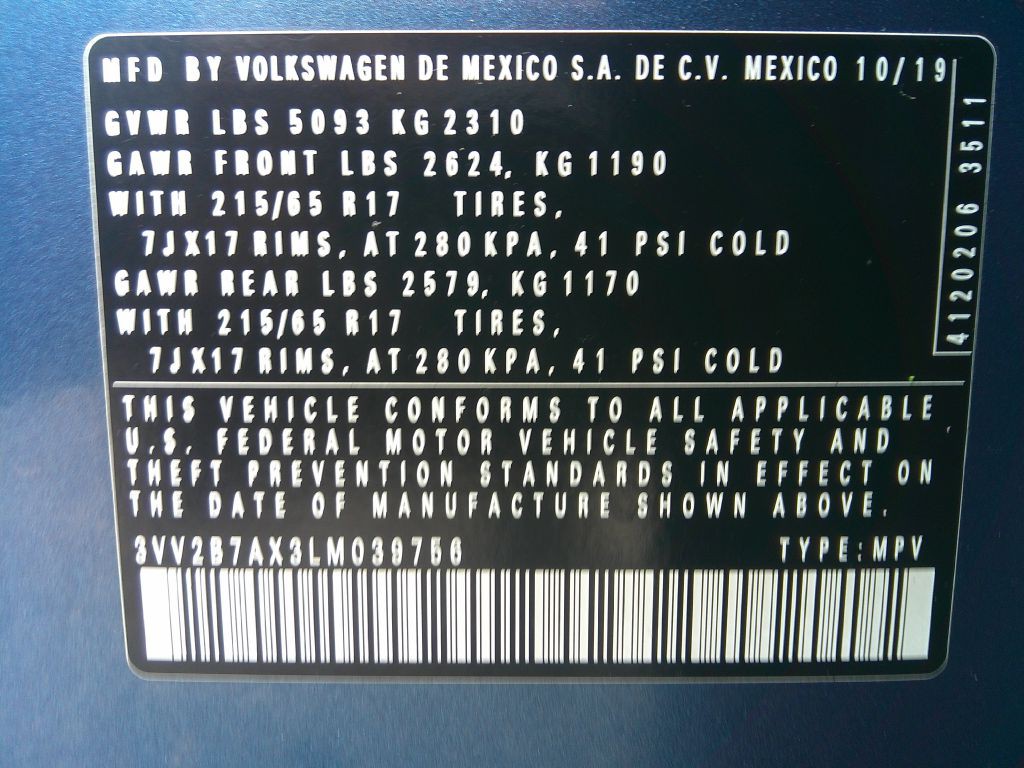 MFD BY VOLKSWAGEN DE MEXICO S.A. DE C.V. MEXICO 10/19
GVWR LBS 5093 KG 2310
GAWR FRONT LBS 2624, KG 1190
WITH 215/65 R17 TIRES,
7JX17 RIMS, AT 280 KPA, 41 PSI COLD
GAWR REAR LBS 2579, KG 1170
WITH 215/65 R17 TIRES,
7JX17 RIMS, AT 280 KPA, 41 PSI COLD
4120206 3511
THIS VEHICLE CONFORMS TO ALL APPLICABLE
U.S. FEDERAL MOTOR VEHICLE SAFETY AND
THEFT PREVENTION STANDARDS IN EFFECT ON
THE DATE OF MANUFACTURE SHOWN ABOVE.
3VV2B7AX3LM039756 TYPE: MPV